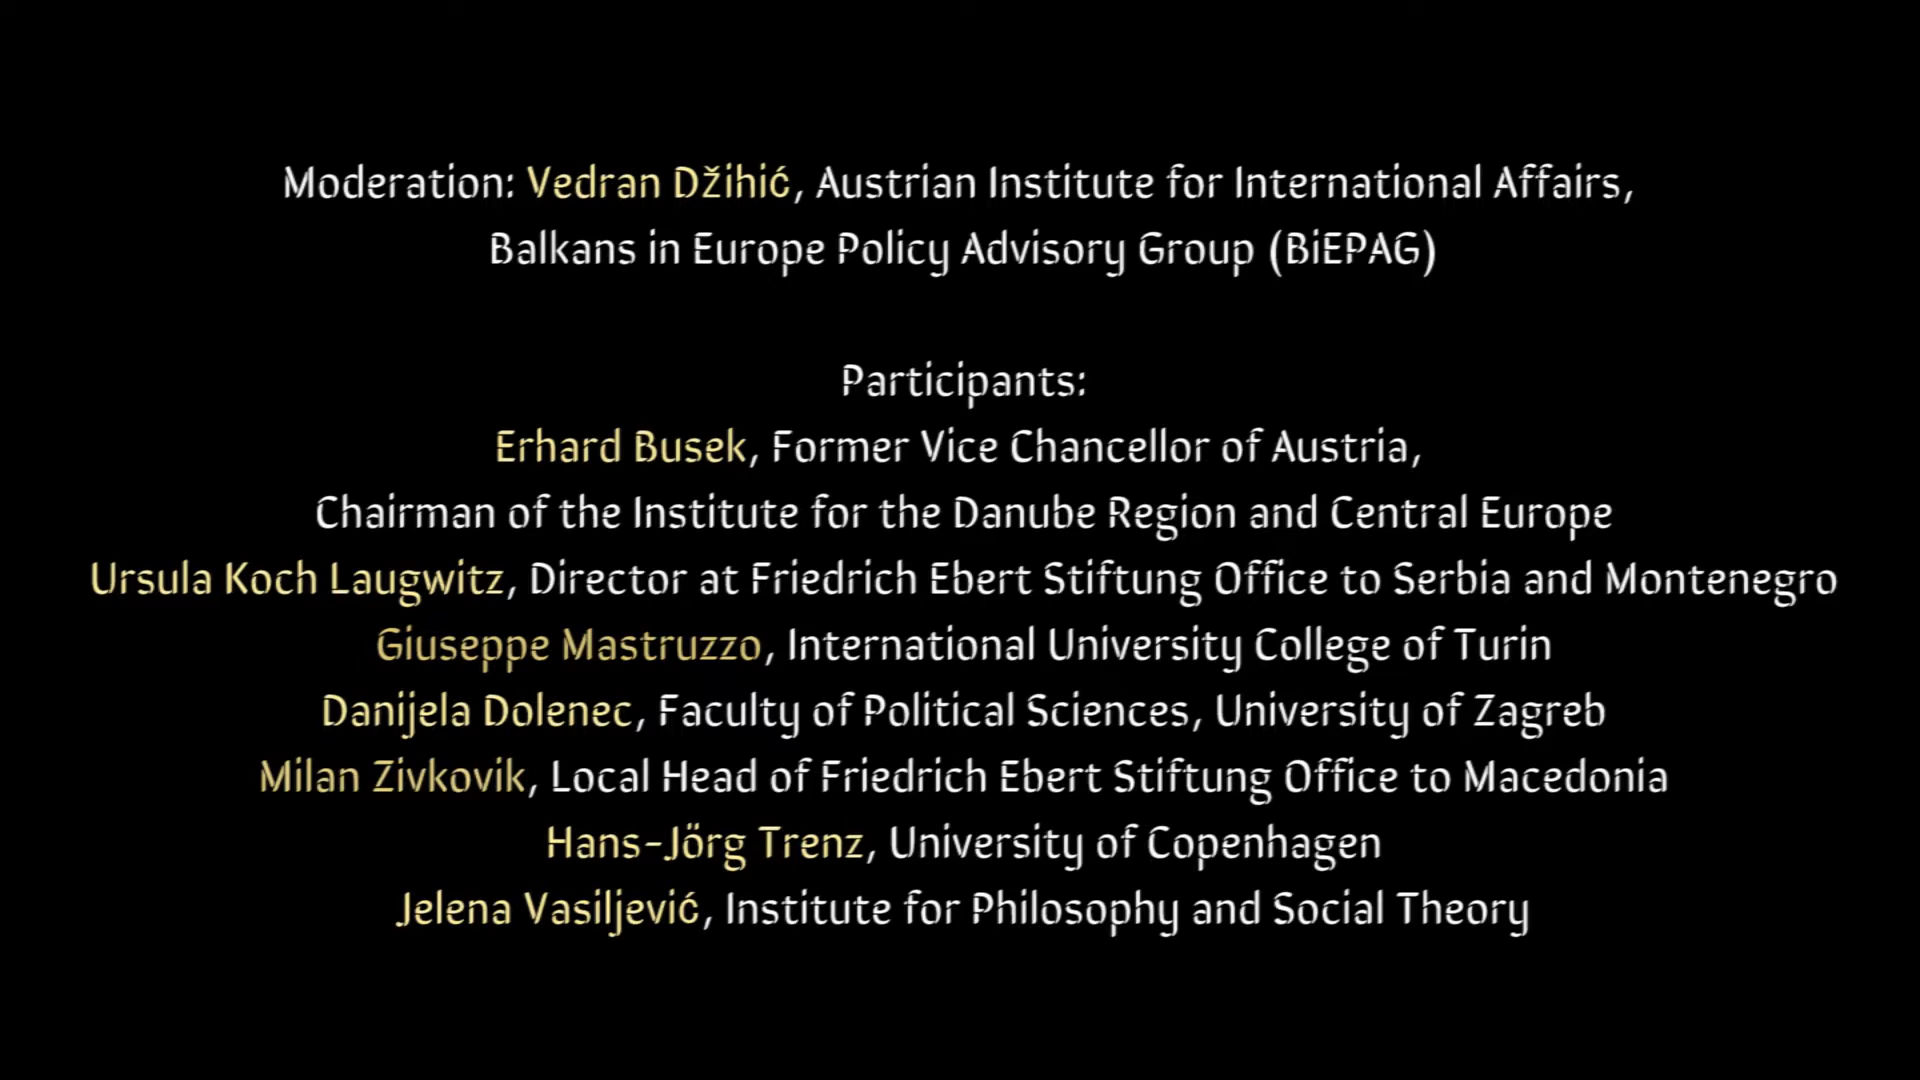 Moderation: Vedran Džihić, Austrian Institute for International Affairs,
Balkans in Europe Policy Advisory Group (BiEPAG)
Participants:
Erhard Busek, Former Vice Chancellor of Austria,
Chairman of the Institute for the Danube Region and Central Europe
Ursula Koch Laugwitz, Director at Friedrich Ebert Stiftung Office to Serbia and Montenegro
Giuseppe Mastruzzo, International University College of Turin
Danijela Dolenec, Faculty of Political Sciences, University of Zagreb
Milan Zivkovik, Local Head of Friedrich Ebert Stiftung Office to Macedonia
Hans-Jörg Trenz, University of Copenhagen
Jelena Vasiljević, Institute for Philosophy and Social Theory